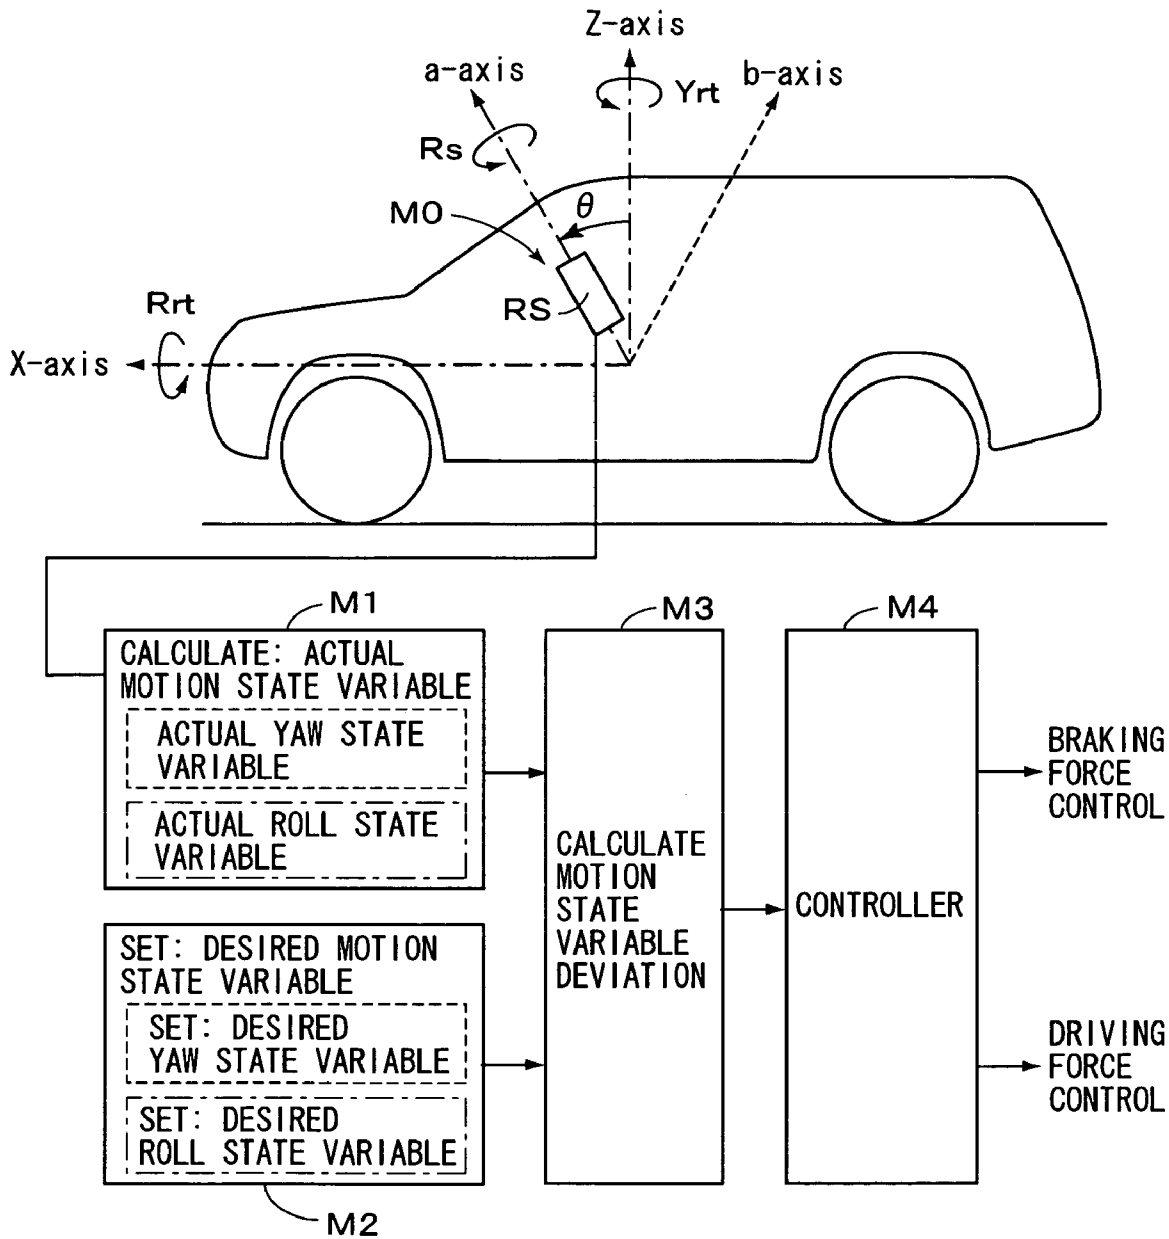 Z-axis
a-axis
b-axis
Yrt
Rs
θ
M0
RS
Rrt
X-axis
M1
M3
M4
CALCULATE: ACTUAL
MOTION STATE VARIABLE
ACTUAL YAW STATE
VARIABLE
ACTUAL ROLL STATE
VARIABLE
SET: DESIRED MOTION
STATE VARIABLE
SET: DESIRED
YAW STATE VARIABLE
SET: DESIRED
ROLL STATE VARIABLE
M2
CALCULATE
MOTION
STATE
VARIABLE
DEVIATION
CONTROLLER
BRAKING
FORCE
CONTROL
DRIVING
FORCE
CONTROL